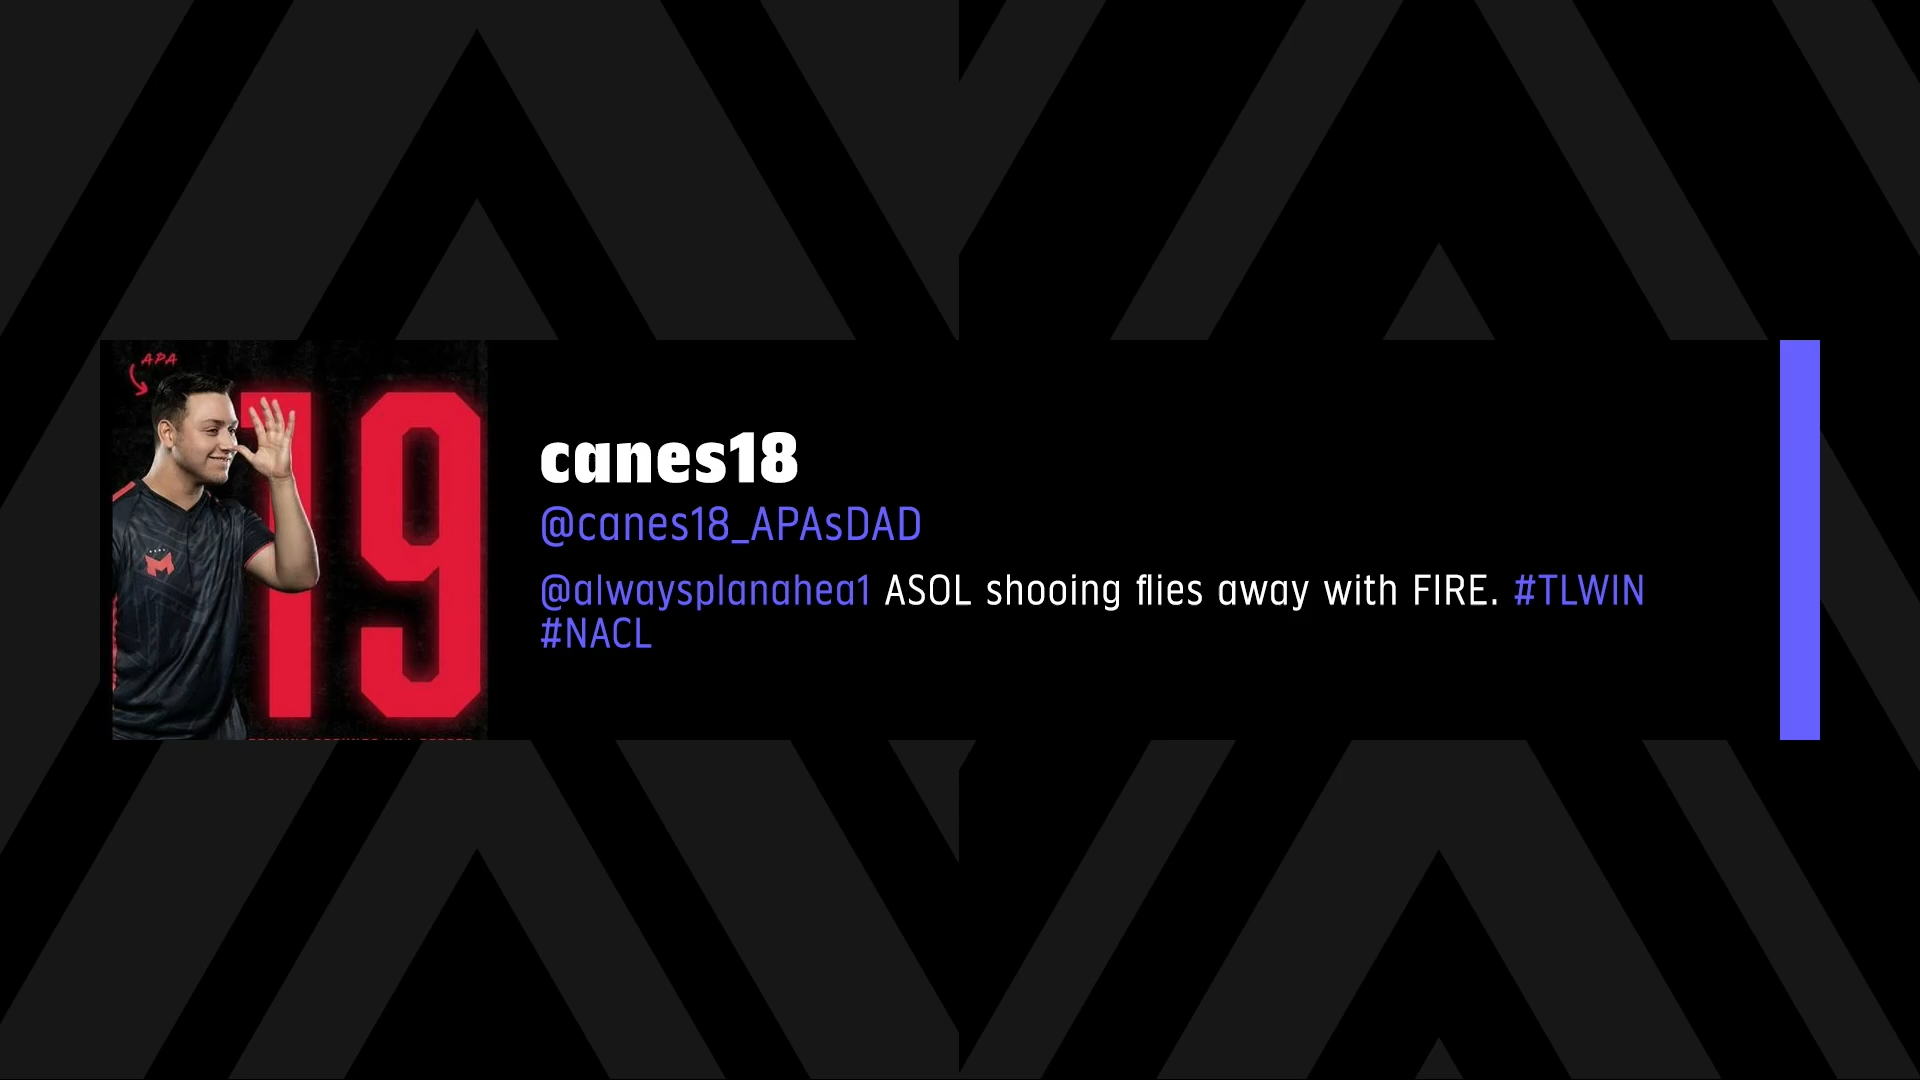 APA
19
canes18
@canes18_APAsDAD
@alwaysplanahea1 ASOL shooing flies away with FIRE. #TLWIN
#NACL